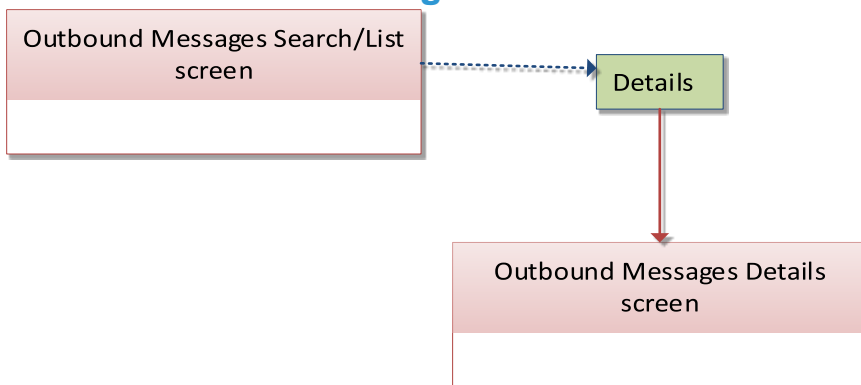 Outbound Messages Search/List
screen
Details
Outbound Messages Details
screen